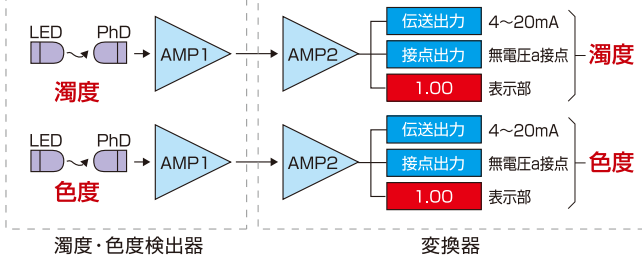 LED PhD
濁度
AMP1
AMP2
伝送出力 4～20mA
接点出力 無電圧a接点
1.00 表示部
濁度
LED PhD
色度
AMP1
AMP2
伝送出力 4～20mA
接点出力 無電圧a接点
1.00 表示部
色度
濁度・色度検出器
変換器